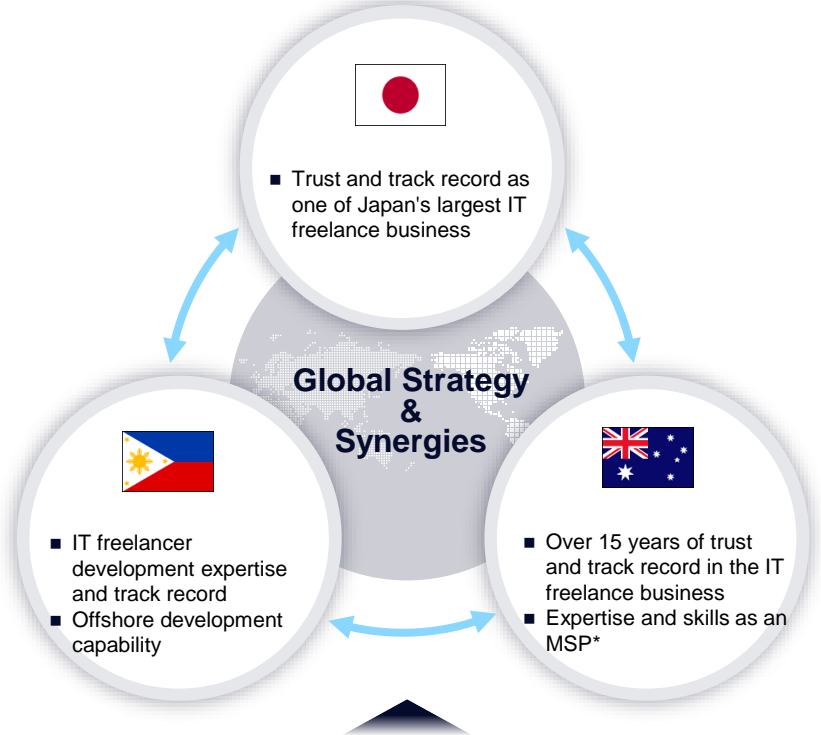 ■ Trust and track record as
one of Japan's largest IT
freelance business
Global Strategy
&
Synergies
■ IT freelancer
development expertise
and track record
■ Offshore development
capability
■ Over 15 years of trust
and track record in the IT
freelance business
■ Expertise and skills as an
MSP*